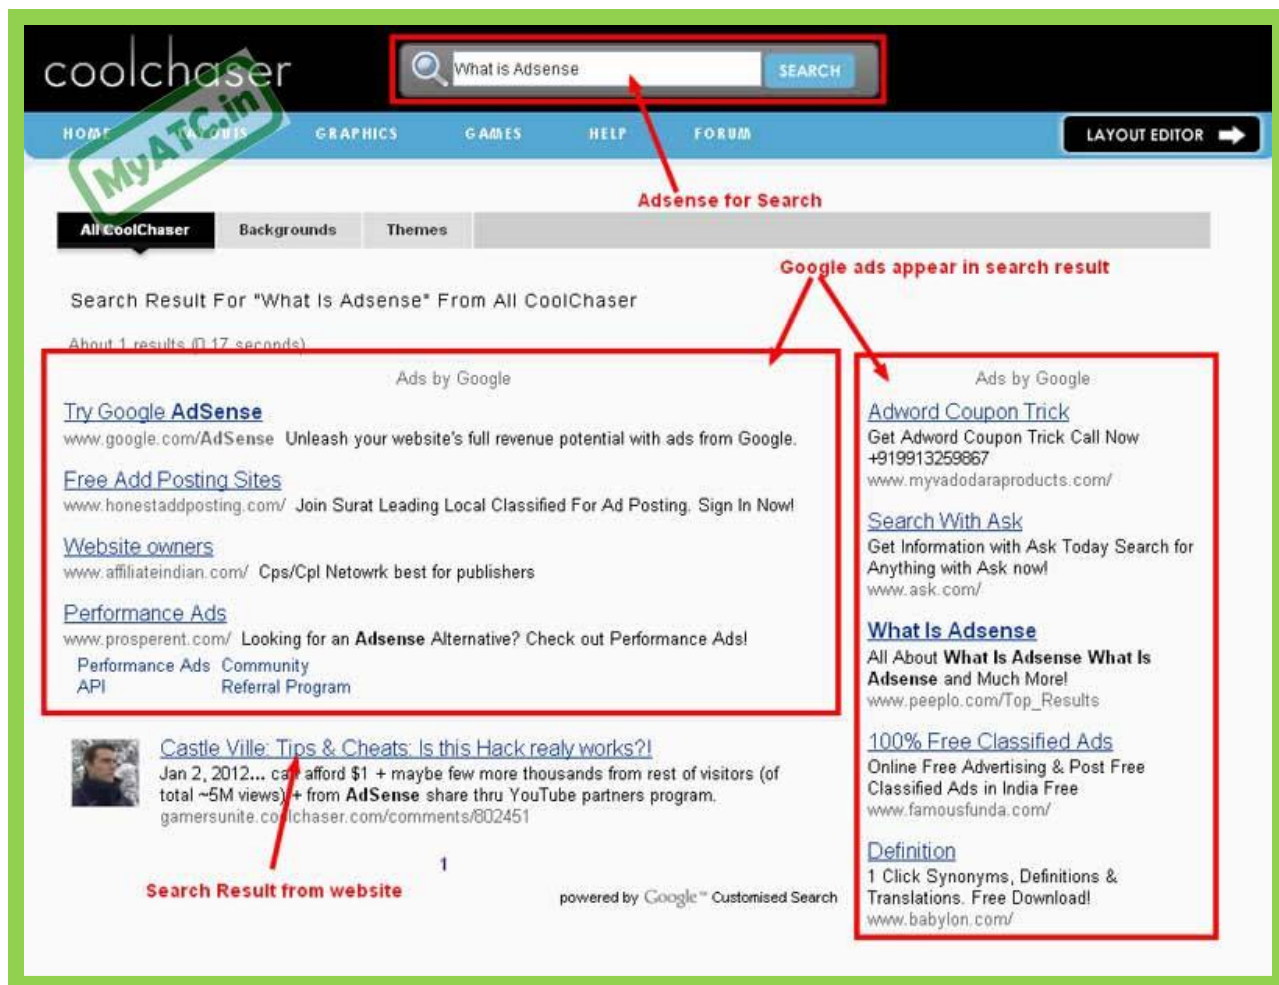 coolchaser
What is Adsense
SEARCH
MyATC.in
HOME LAYOUTS GRAPHICS GAMES HELP FORUM
LAYOUT EDITOR
Adsense for Search
All CoolChaser Backgrounds Themes
Google ads appear in search result
Search Result For "What Is Adsense" From All CoolChaser
About 1 results (0.17 seconds)
Ads by Google
Try Google AdSense
www.google.com/AdSense Unleash your website's full revenue potential with ads from Google.
Free Add Posting Sites
www.honestaddposting.com/ Join Surat Leading Local Classified For Ad Posting. Sign In Now!
Website owners
www.affiliateindian.com/ Cps/Cpl Netowrk best for publishers
Performance Ads
www.prosperent.com/ Looking for an Adsense Alternative? Check out Performance Ads!
Performance Ads Community
API Referral Program
Castle Ville: Tips & Cheats: Is this Hack realy works?!
Jan 2, 2012... can afford $1 + maybe few more thousands from rest of visitors (of
total ~5M views) + from AdSense share thru YouTube partners program.
gamersunite.coolchaser.com/comments/802451
1
Search Result from website
powered by Google™ Customised Search
Ads by Google
Adword Coupon Trick
Get Adword Coupon Trick Call Now
+919913259867
www.myvadodaraproducts.com/
Search With Ask
Get Information with Ask Today Search for
Anything with Ask now!
www.ask.com/
What Is Adsense
All About What Is Adsense What Is
Adsense and Much More!
www.peeplo.com/Top_Results
100% Free Classified Ads
Online Free Advertising & Post Free
Classified Ads in India Free
www.famousfunda.com/
Definition
1 Click Synonyms, Definitions &
Translations. Free Download!
www.babylon.com/